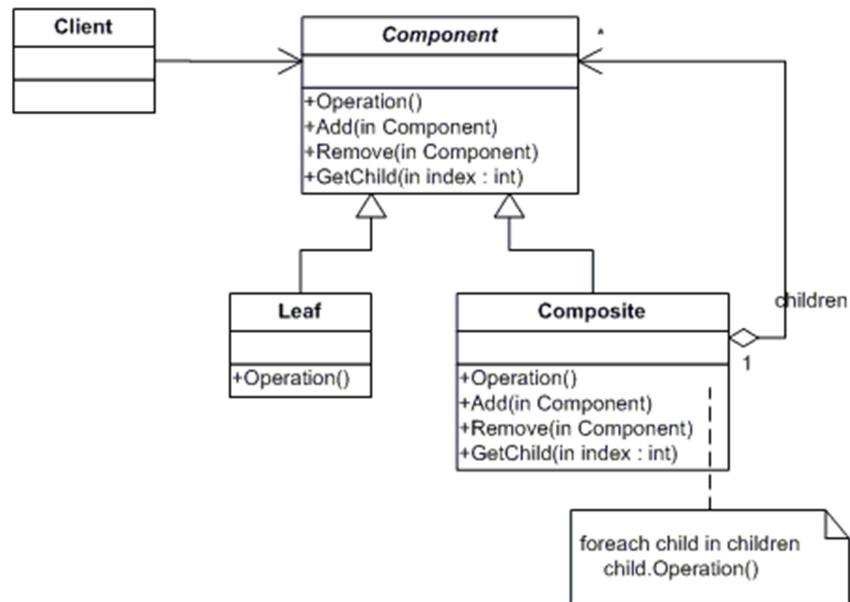 Client
Component
*
+Operation()
+Add(in Component)
+Remove(in Component)
+GetChild(in index : int)
children
Leaf
+Operation()
Composite
1
+Operation()
+Add(in Component)
+Remove(in Component)
+GetChild(in index : int)
foreach child in children
child.Operation()